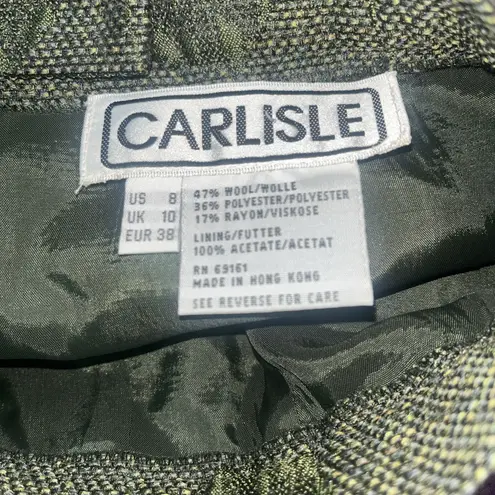 CARLISLE
US 8
UK 10
EUR 38
47% WOOL/WOLLE
36% POLYESTER/POLYESTER
17% RAYON/VISKOSE
LINING/FUTTER
100% ACETATE/ACETAT
RN 69161
MADE IN HONG KONG
SEE REVERSE FOR CARE